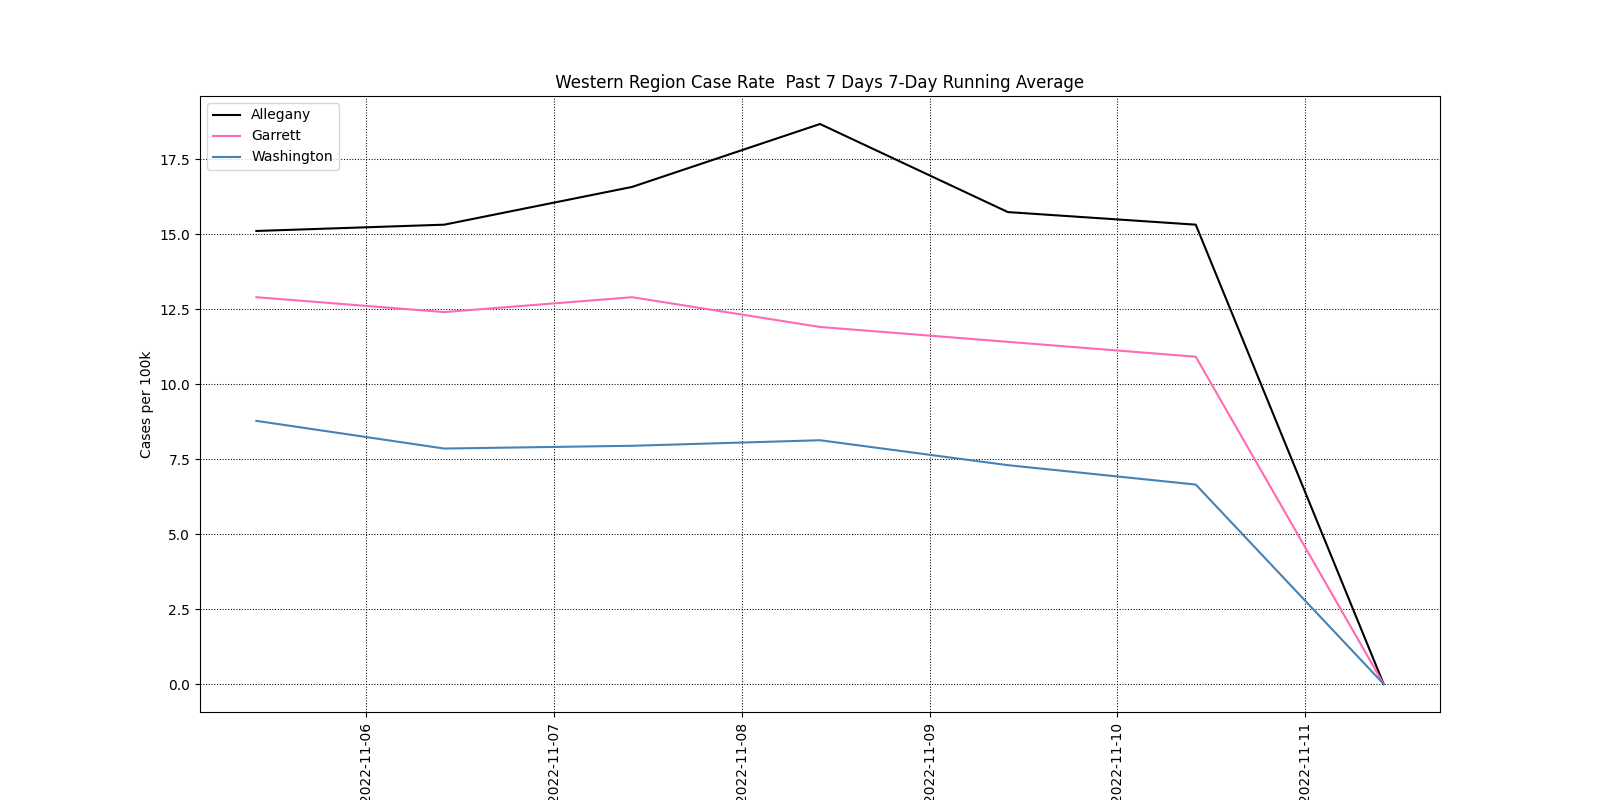 Western Region Case Rate  Past 7 Days 7-Day Running Average
Allegany
Garrett
Washington
17.5
15.0
12.5
10.0
7.5
5.0
2.5
0.0
Cases per 100k
2022-11-06
2022-11-07
2022-11-08
2022-11-09
2022-11-10
2022-11-11